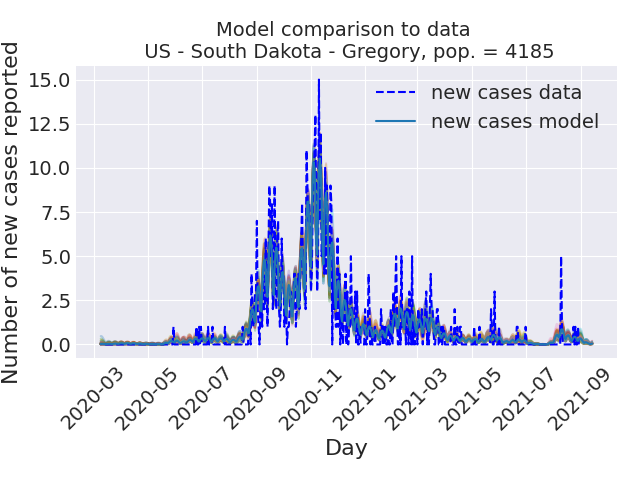 Model comparison to data
US - South Dakota - Gregory, pop. = 4185
Number of new cases reported
15.0
12.5
10.0
7.5
5.0
2.5
0.0
new cases data
new cases model
2020-03
2020-05
2020-07
2020-09
2020-11
2021-01
2021-03
2021-05
2021-07
2021-09
Day